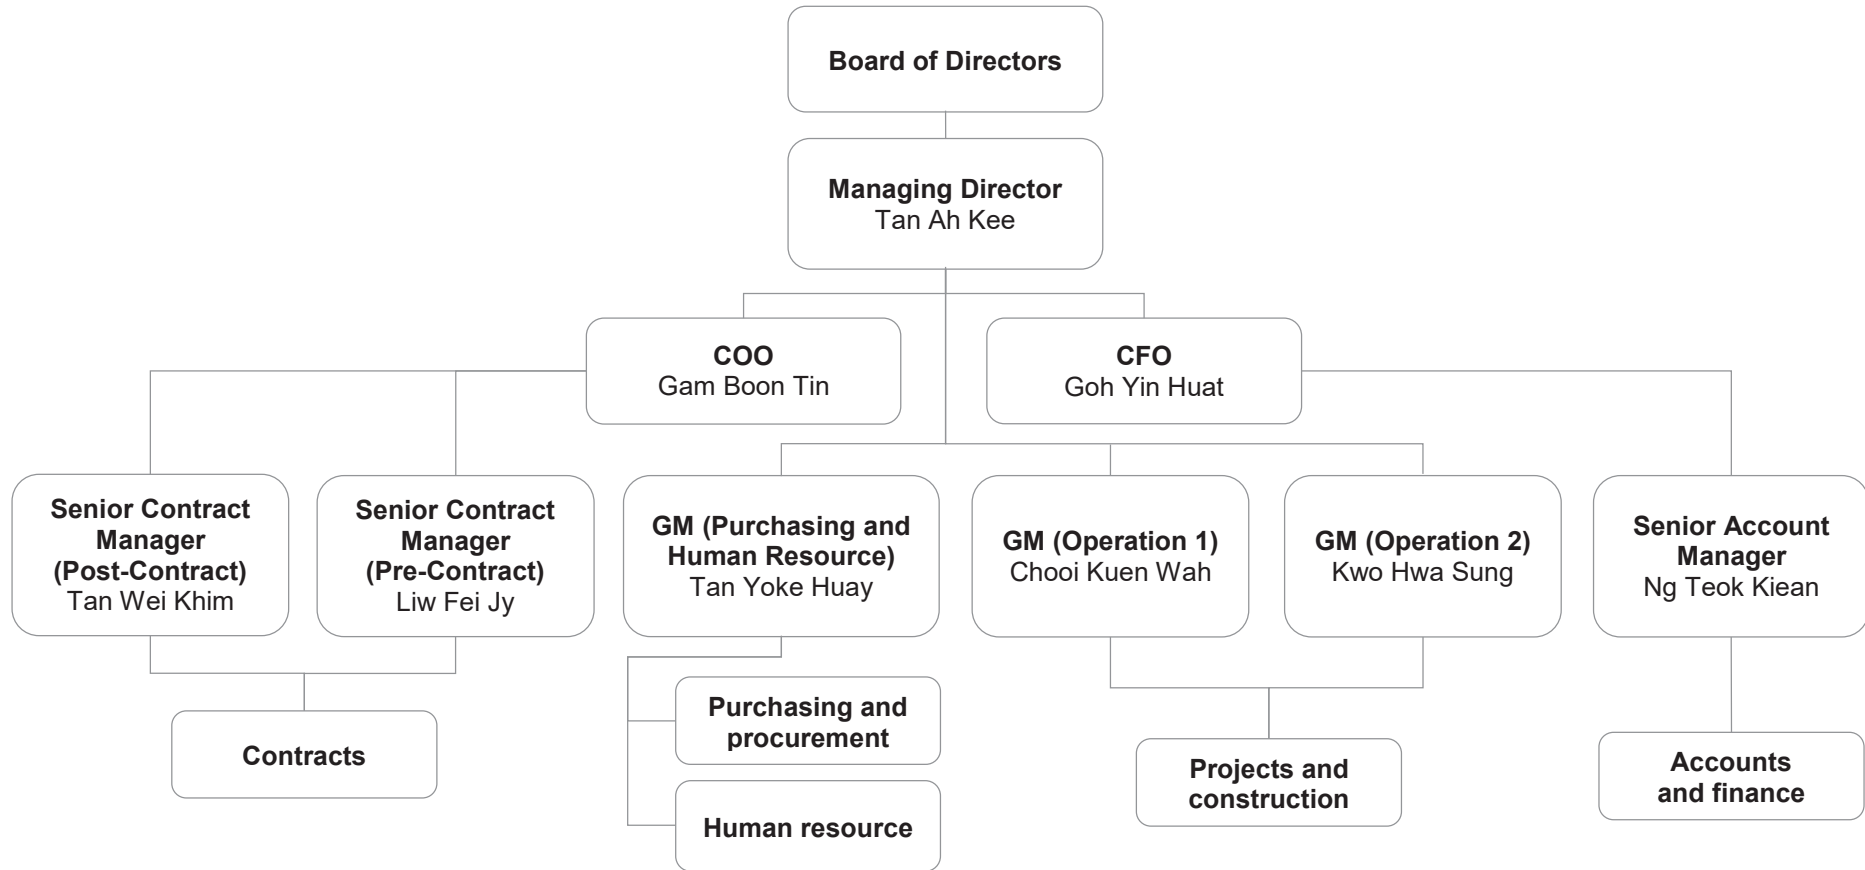 Board of Directors
Managing Director
Tan Ah Kee
COO
Gam Boon Tin
CFO
Goh Yin Huat
Senior Contract
Manager
(Post-Contract)
Tan Wei Khim
Senior Contract
Manager
(Pre-Contract)
Liw Fei Jy
GM (Purchasing and
Human Resource)
Tan Yoke Huay
GM (Operation 1)
Chooi Kuen Wah
GM (Operation 2)
Kwo Hwa Sung
Senior Account
Manager
Ng Teok Kiean
Contracts
Purchasing and
procurement
Human resource
Projects and
construction
Accounts
and finance